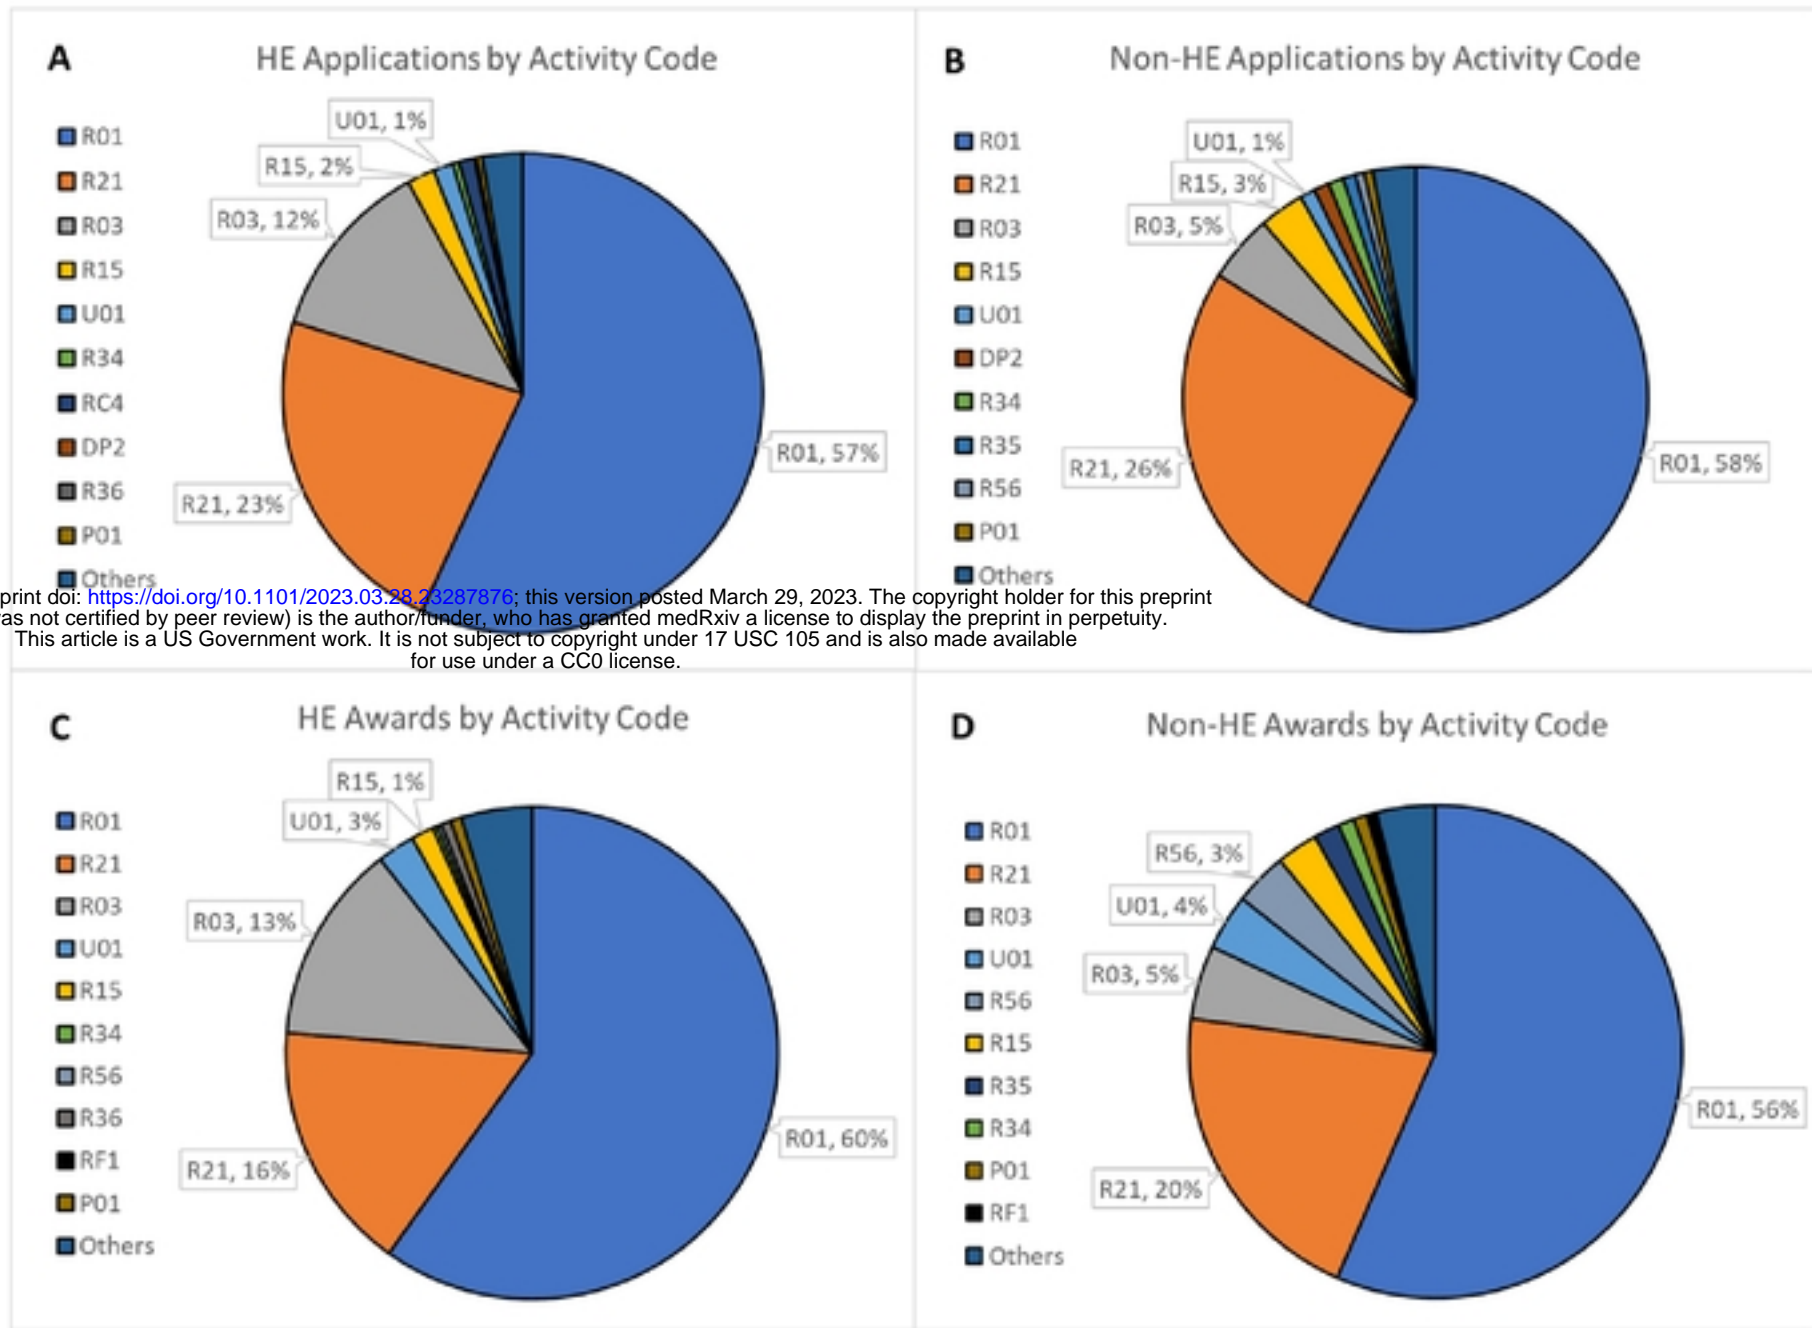 A
HE Applications by Activity Code
R01
R21
R03
R15
U01
R34
RC4
DP2
R36
P01
Others
U01, 1%
R15, 2%
R03, 12%
R21, 23%
R01, 57%
B
Non-HE Applications by Activity Code
R01
R21
R03
R15
U01
DP2
R34
R35
R56
P01
Others
U01, 1%
R15, 3%
R03, 5%
R21, 26%
R01, 58%
print doi: https://doi.org/10.1101/2023.03.28.23287876; this version posted March 29, 2023. The copyright holder for this preprint
was not certified by peer review) is the author/funder, who has granted medRxiv a license to display the preprint in perpetuity.
This article is a US Government work. It is not subject to copyright under 17 USC 105 and is also made available
for use under a CC0 license.
C
HE Awards by Activity Code
R01
R21
R03
U01
R15
R34
R56
R36
RF1
P01
Others
R15, 1%
U01, 3%
R03, 13%
R21, 16%
R01, 60%
D
Non-HE Awards by Activity Code
R01
R21
R03
U01
R56
R15
R35
R34
P01
RF1
Others
R56, 3%
U01, 4%
R03, 5%
R21, 20%
R01, 56%